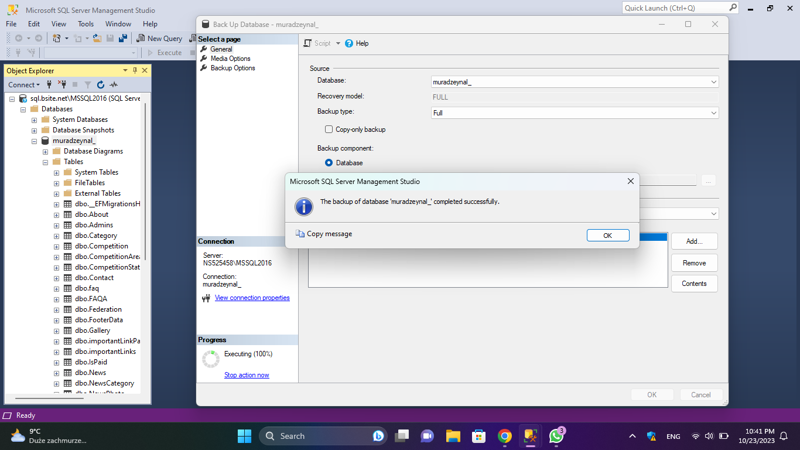 Microsoft SQL Server Management Studio
Quick Launch (Ctrl+Q)
File Edit View Tools Window Help
New Query
Execute
Object Explorer
Connect
sql.bsite.net\MSSQL2016 (SQL Serve
Databases
System Databases
Database Snapshots
muradzeynal_
Database Diagrams
Tables
System Tables
FileTables
External Tables
dbo.__EFMigrationsH
dbo.About
dbo.Admins
dbo.Category
dbo.Competition
dbo.CompetitionArea
dbo.CompetitionStat
dbo.Contact
dbo.faq
dbo.FAQA
dbo.Federation
dbo.FooterData
dbo.Gallery
dbo.importantLinkPa
dbo.importantLinks
dbo.IsPaid
dbo.News
dbo.NewsCategory
Back Up Database - muradzeynal_
Select a page
General
Media Options
Backup Options
Script
Help
Source
Database:
muradzeynal_
Recovery model:
FULL
Backup type:
Full
Copy-only backup
Backup component:
Database
Microsoft SQL Server Management Studio
The backup of database 'muradzeynal_' completed successfully.
Copy message
OK
Add...
Remove
Contents
Connection
Server:
NS525458\MSSQL2016
Connection:
muradzeynal_
View connection properties
Progress
Executing (100%)
Stop action now
OK
Cancel
Ready
9°C
Duże zachmurze...
Search
3
ENG
10:41 PM
10/23/2023